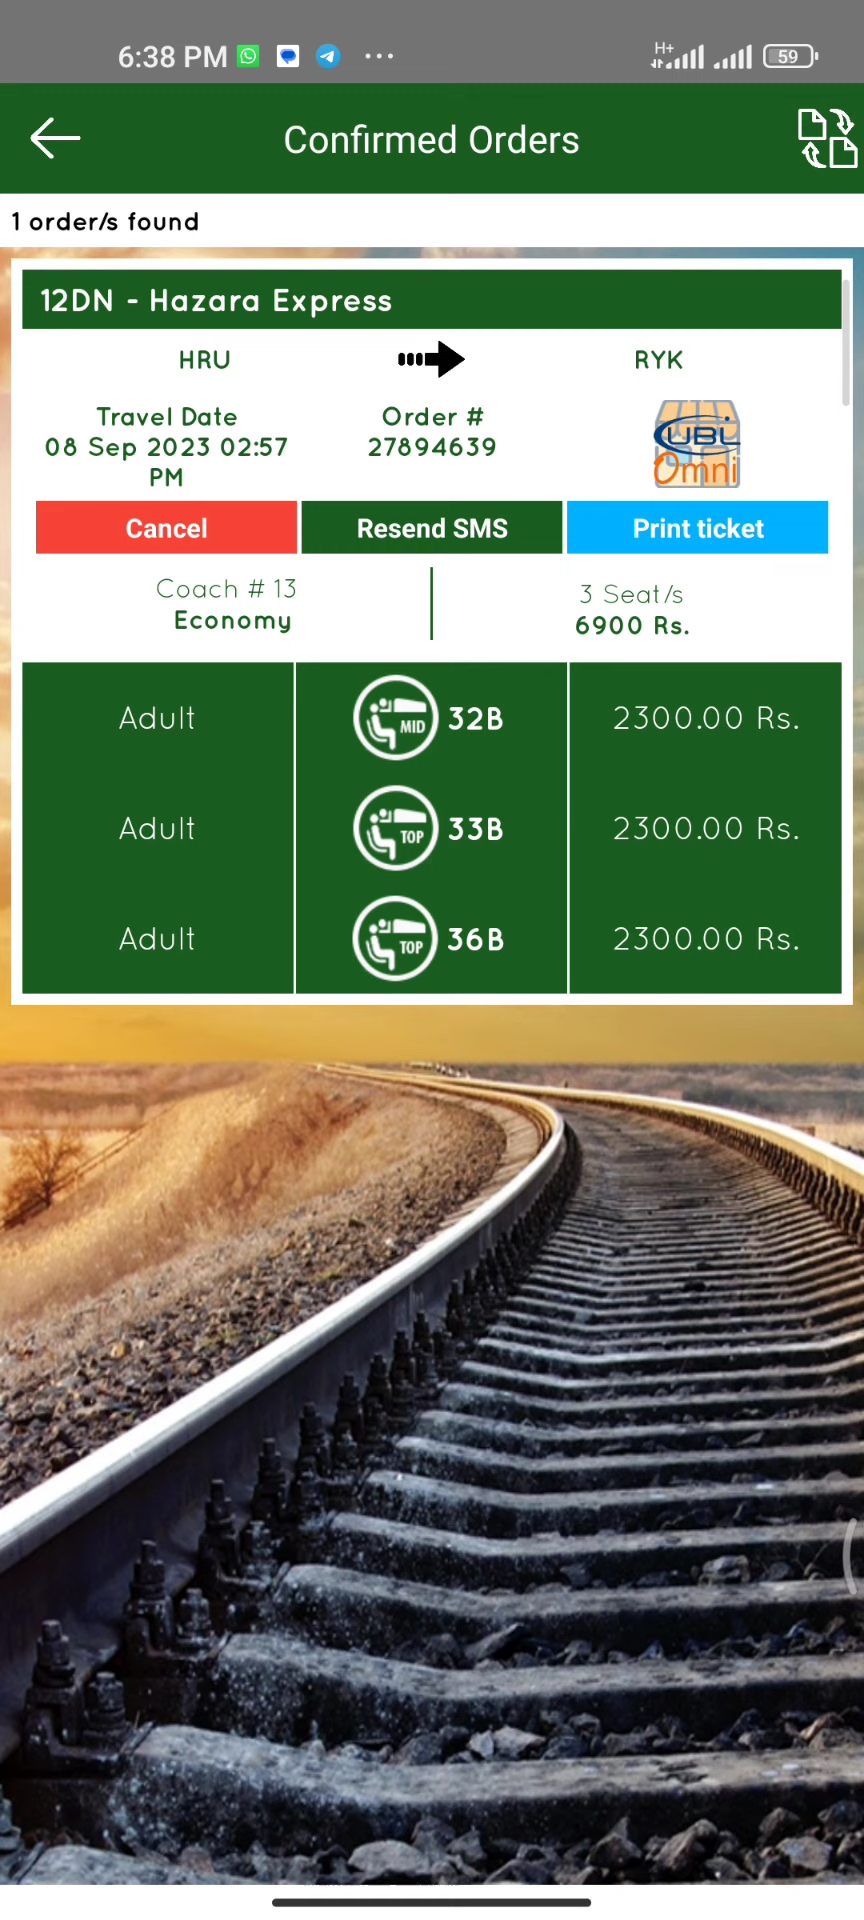 6:38 PM
H+
59
Confirmed Orders
1 order/s found
12DN - Hazara Express
HRU
RYK
Travel Date
08 Sep 2023 02:57
PM
Order #
27894639
UBL
Omni
Cancel
Resend SMS
Print ticket
Coach # 13
Economy
3 Seat/s
6900 Rs.
Adult
MID
32B
2300.00 Rs.
Adult
TOP
33B
2300.00 Rs.
Adult
TOP
36B
2300.00 Rs.